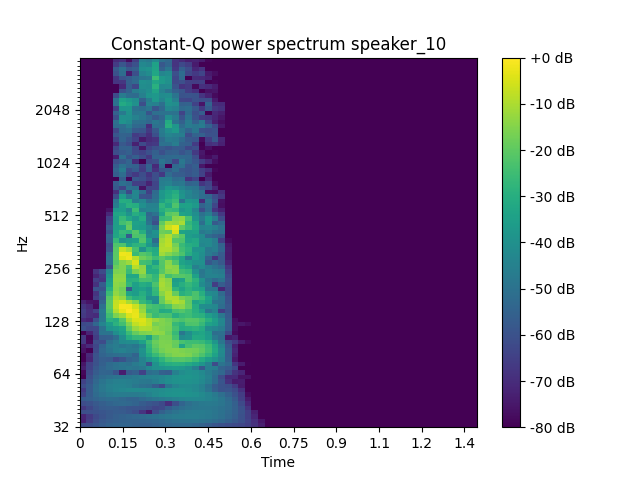 Constant-Q power spectrum speaker_10
Hz
2048
1024
512
256
128
64
32
0 0.15 0.3 0.45 0.6 0.75 0.9 1.1 1.2 1.4
Time
+0 dB
-10 dB
-20 dB
-30 dB
-40 dB
-50 dB
-60 dB
-70 dB
-80 dB